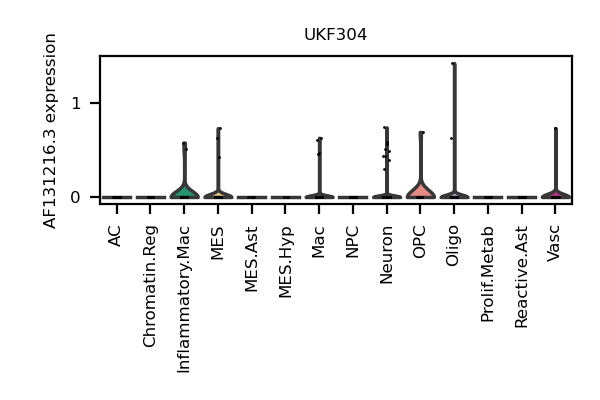 UKF304
AF131216.3 expression
1
0
AC
Chromatin.Reg
Inflammatory.Mac
MES
MES.Ast
MES.Hyp
Mac
NPC
Neuron
OPC
Oligo
Prolif.Metab
Reactive.Ast
Vasc